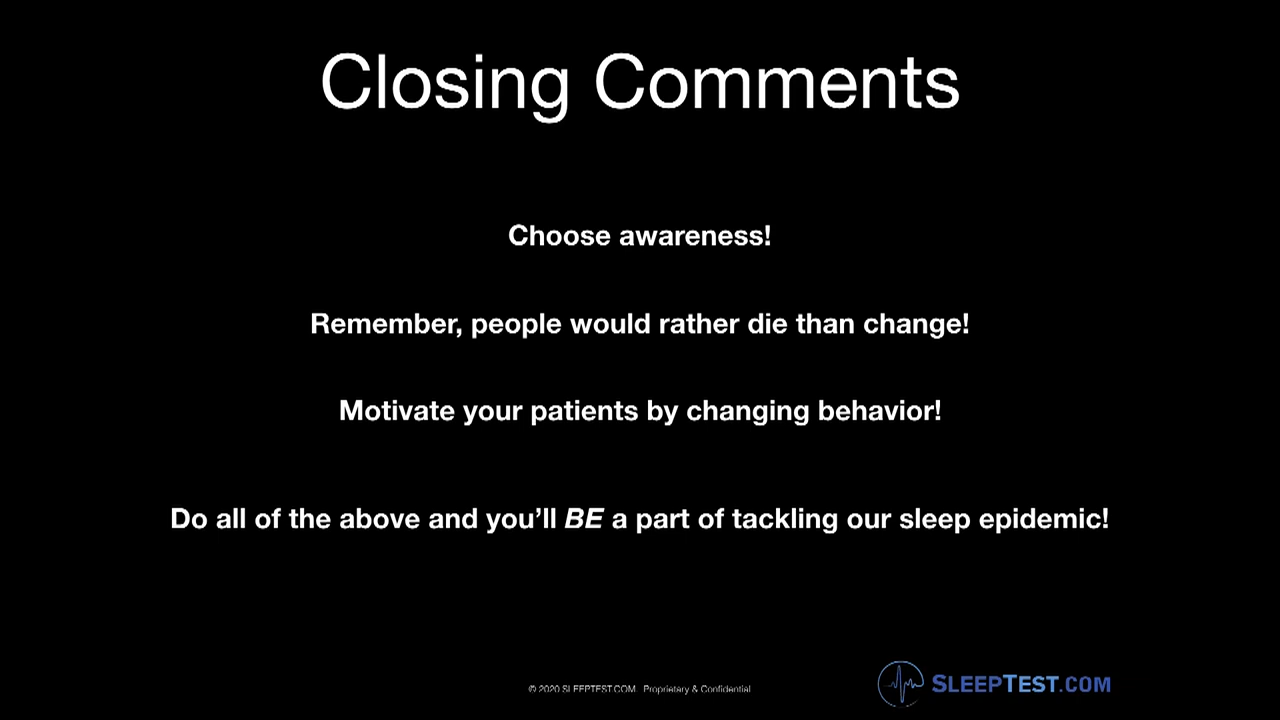 Closing Comments
Choose awareness!
Remember, people would rather die than change!
Motivate your patients by changing behavior!
Do all of the above and you’ll BE a part of tackling our sleep epidemic!
© 2020 SLEEPTEST.COM. Proprietary & Confidential
SLEEPTEST.COM